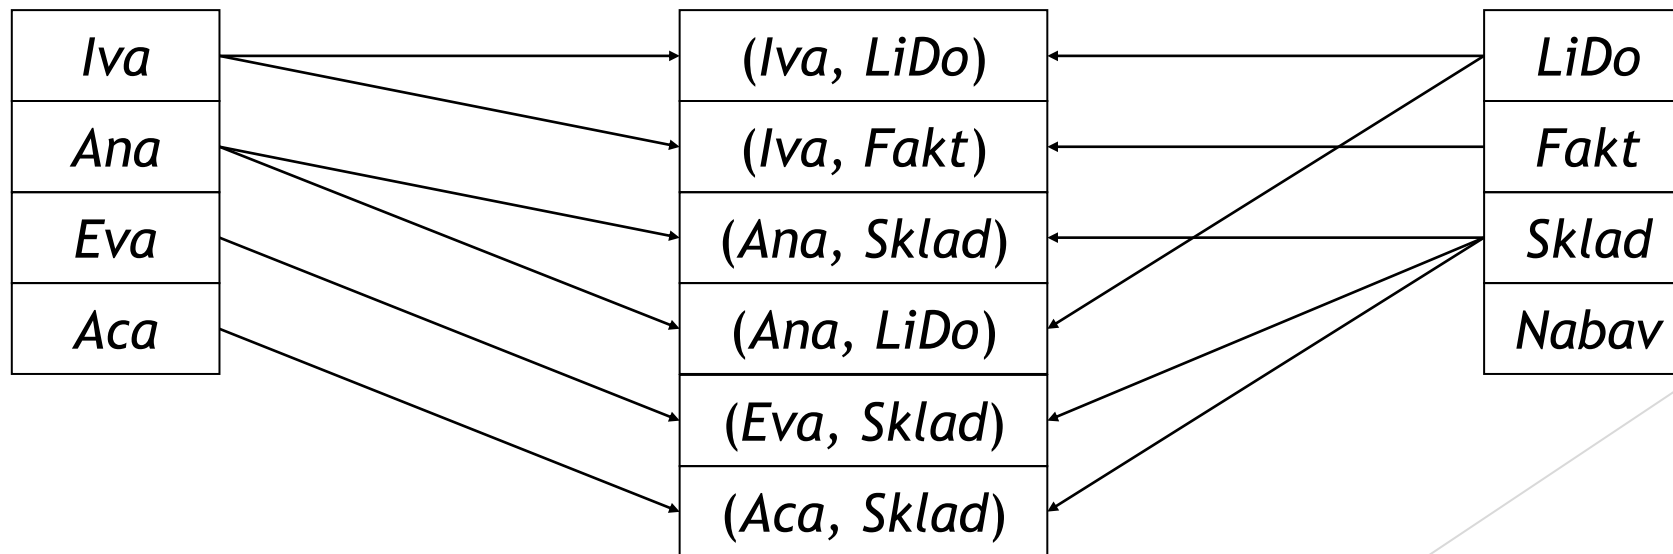 Iva (Iva, LiDo) LiDo
Ana (Iva, Fakt) Fakt
Eva (Ana, Sklad) Sklad
Aca (Ana, LiDo) Nabav
(Eva, Sklad)
(Aca, Sklad)